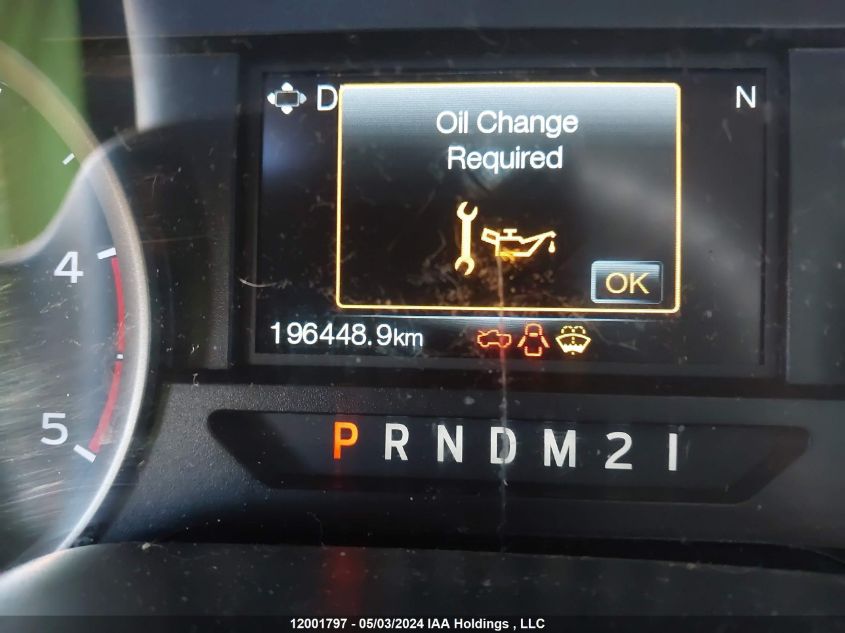 D
N
Oil Change
Required
OK
196448.9km
4
5
P R N D M 2 1
12001797 - 05/03/2024 IAA Holdings , LLC